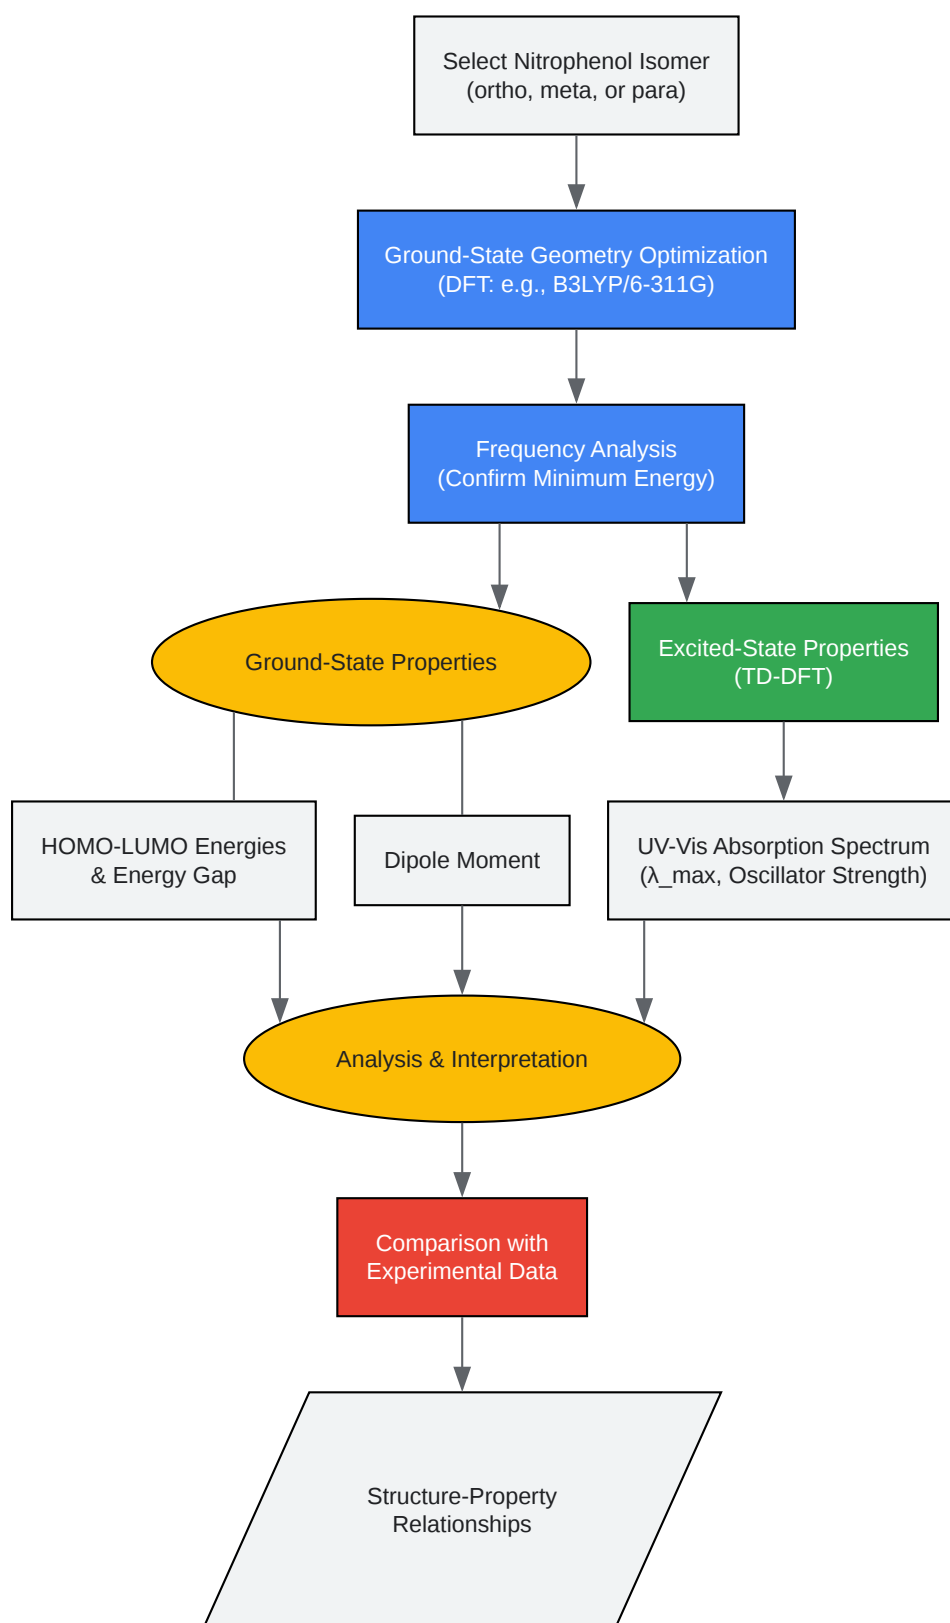 Select Nitrophenol Isomer
(ortho, meta, or para)
Ground-State Geometry Optimization
(DFT: e.g., B3LYP/6-311G)
Frequency Analysis
(Confirm Minimum Energy)
Ground-State Properties
Excited-State Properties
(TD-DFT)
HOMO-LUMO Energies
& Energy Gap
Dipole Moment
UV-Vis Absorption Spectrum
(λ_max, Oscillator Strength)
Analysis & Interpretation
Comparison with
Experimental Data
Structure-Property
Relationships